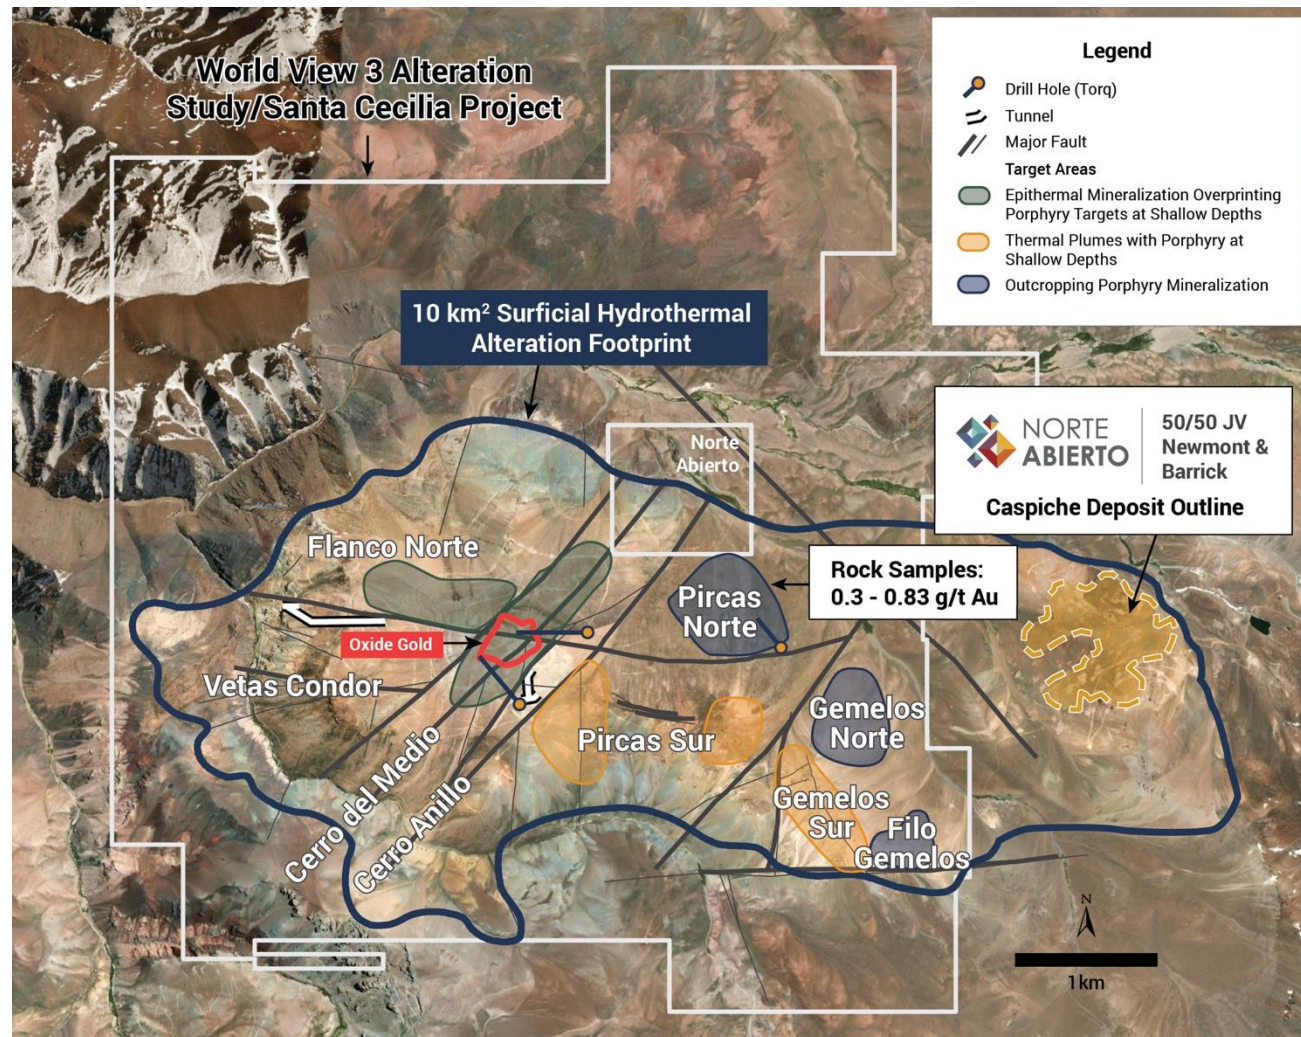 World View 3 Alteration
Study/Santa Cecilia Project
Legend
Drill Hole (Torq)
Tunnel
Major Fault
Target Areas
Epithermal Mineralization Overprinting
Porphyry Targets at Shallow Depths
Thermal Plumes with Porphyry at
Shallow Depths
Outcropping Porphyry Mineralization
10 km² Surficial Hydrothermal
Alteration Footprint
NORTE
ABIERTO
50/50 JV
Newmont &
Barrick
Caspiche Deposit Outline
Norte
Abierto
Flanco Norte
Rock Samples:
0.3 - 0.83 g/t Au
Pircas
Norte
Oxide Gold
Vetas Condor
Gemelos
Norte
Pircas Sur
Cerro del Medio
Cerro Anillo
Gemelos
Sur
Filo
Gemelos
N
1km